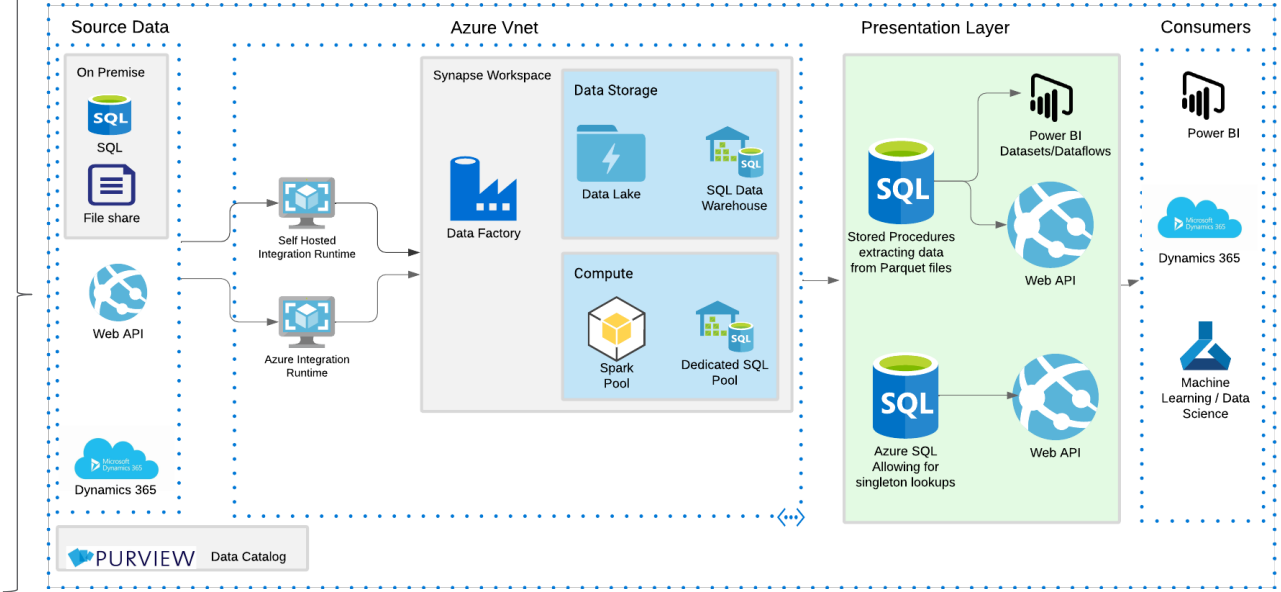 Source Data
Azure Vnet
Presentation Layer
Consumers
On Premise
SQL
SQL
File share
Web API
Microsoft
Dynamics 365
Dynamics 365
Self Hosted
Integration Runtime
Azure Integration
Runtime
Synapse Workspace
Data Factory
Data Storage
Data Lake
SQL
SQL Data
Warehouse
Compute
Spark
Pool
SQL
Dedicated SQL
Pool
SQL
Stored Procedures
extracting data
from Parquet files
Power BI
Datasets/Dataflows
Web API
SQL
Azure SQL
Allowing for
singleton lookups
Web API
Power BI
Microsoft
Dynamics 365
Dynamics 365
Machine
Learning / Data
Science
PURVIEW
Data Catalog